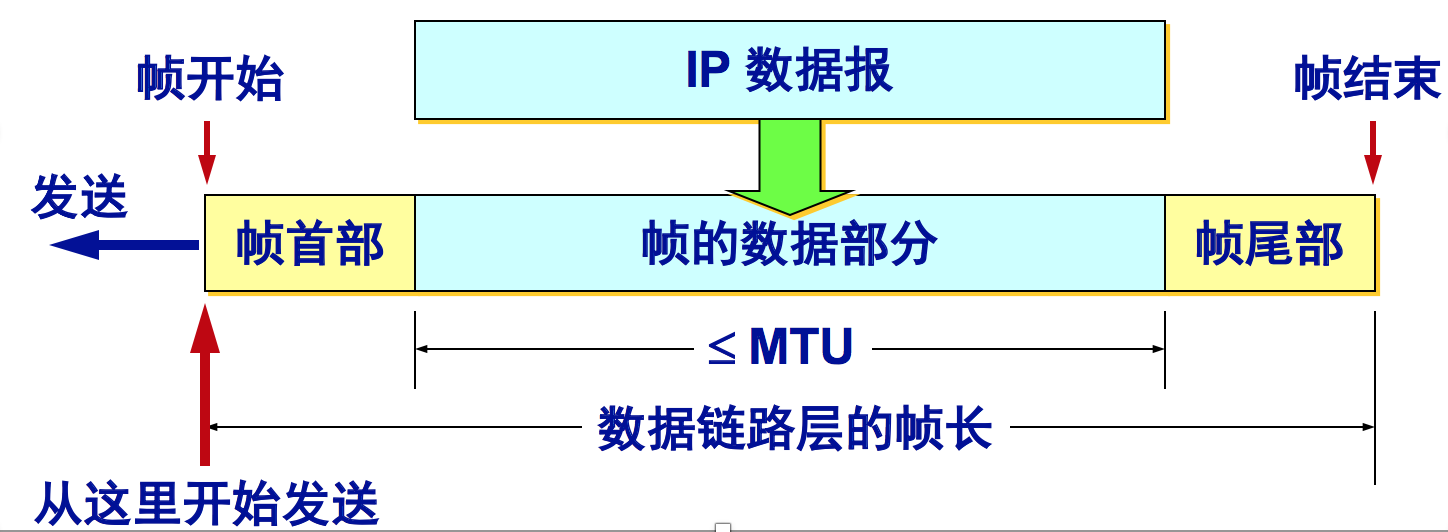 IP 数据报
帧开始
帧结束
发送
帧首部
帧的数据部分
帧尾部
≤ MTU
数据链路层的帧长
从这里开始发送